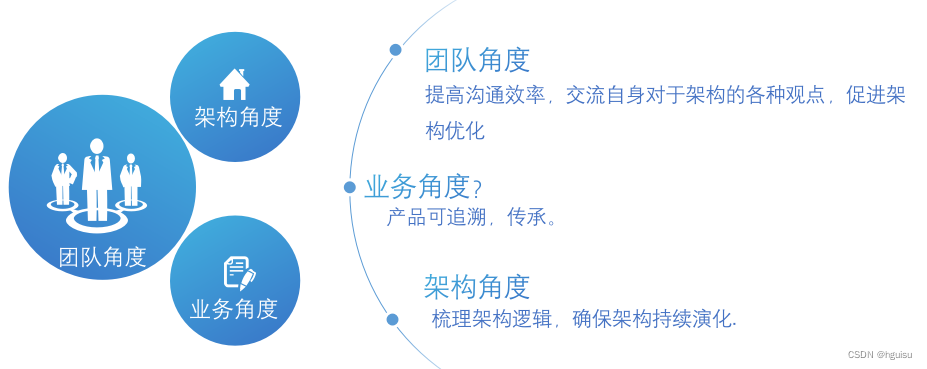 架构角度
团队角度
业务角度
团队角度
提高沟通效率，交流自身对于架构的各种观点，促进架
构优化
业务角度?
产品可追溯，传承。
架构角度
梳理架构逻辑，确保架构持续演化.
CSDN @hguisu